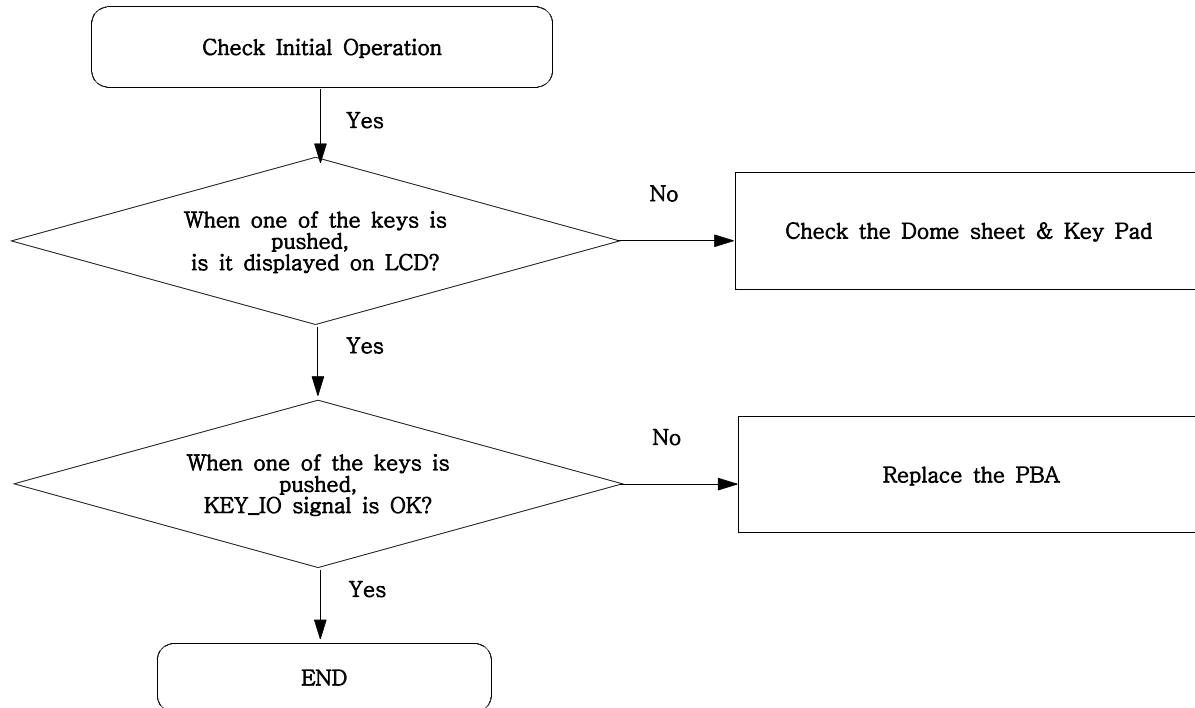 Check Initial Operation
Yes
When one of the keys is
pushed,
is it displayed on LCD?
No
Check the Dome sheet & Key Pad
Yes
When one of the keys is
pushed,
KEY_IO signal is OK?
No
Replace the PBA
Yes
END